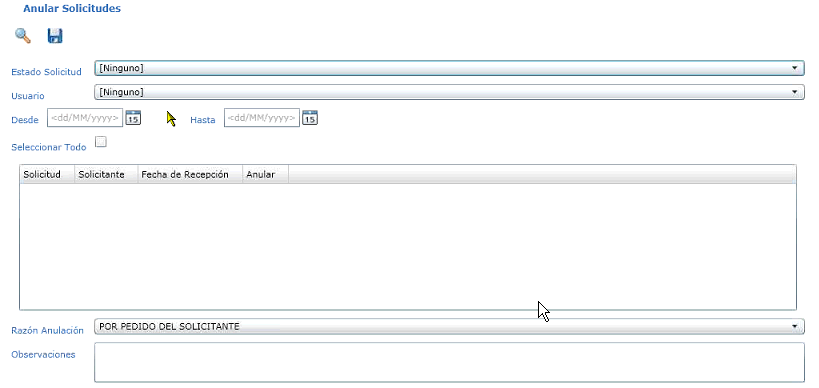 Anular Solicitudes
Estado Solicitud [Ninguno]
Usuario [Ninguno]
Desde <dd/MM/yyyy> 15 Hasta <dd/MM/yyyy> 15
Seleccionar Todo
Solicitud Solicitante Fecha de Recepción Anular
Razón Anulación POR PEDIDO DEL SOLICITANTE
Observaciones